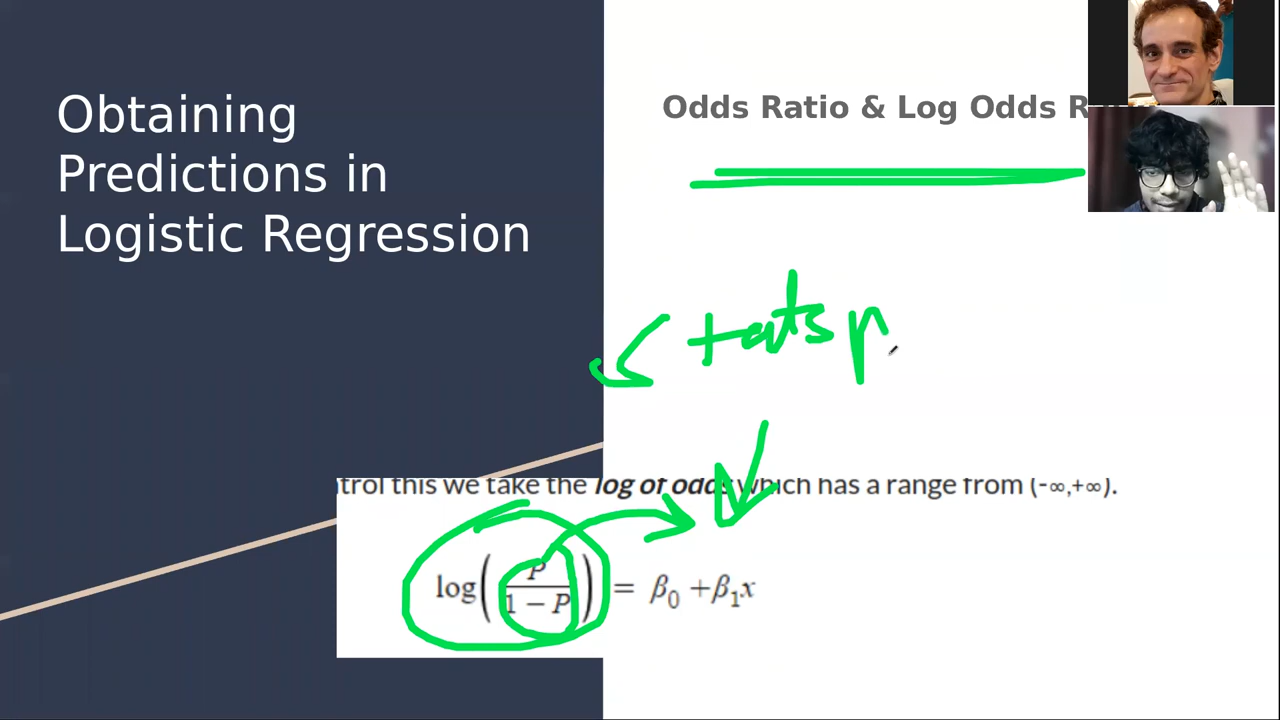 Obtaining
Predictions in
Logistic Regression
Odds Ratio & Log Odds R
trol this we take the log of odds which has a range from (-∞,+∞).
log(P/1 − P) = β₀ +β₁x